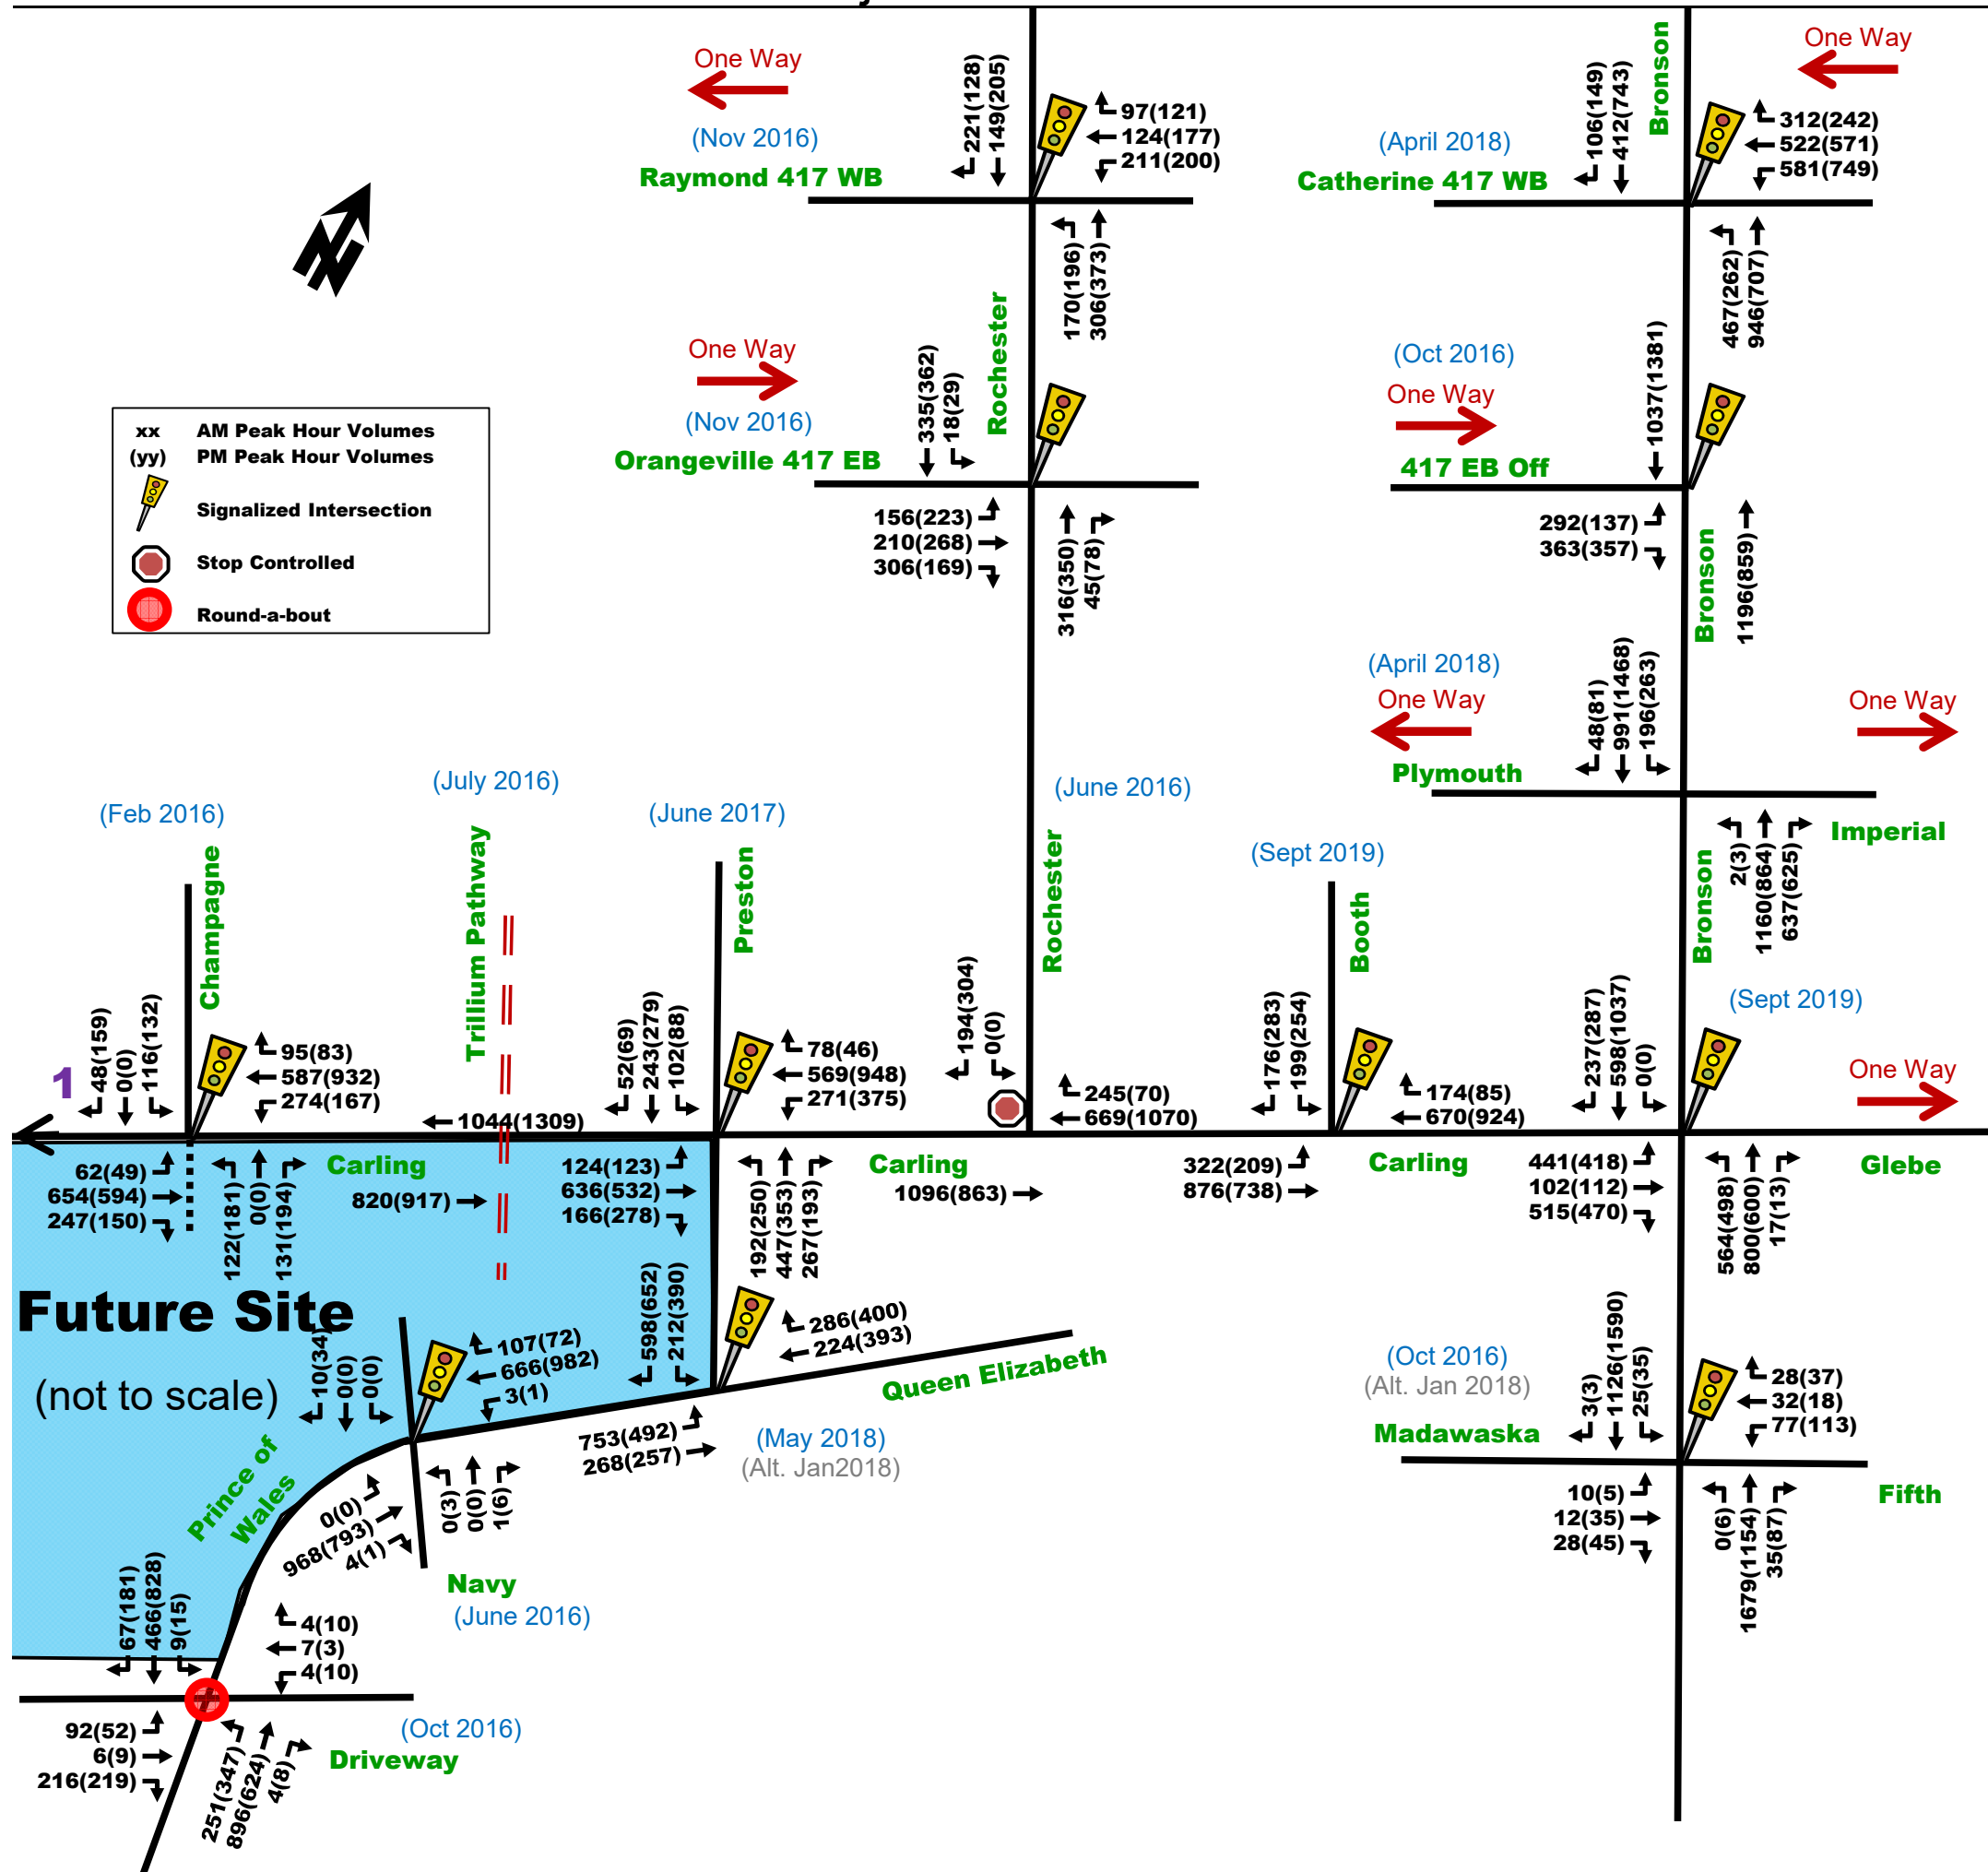 One Way
(Nov 2016)
Raymond 417 WB
221(128)
149(205)
97(121)
124(177)
211(200)
170(196)
306(373)
Rochester
One Way
(Nov 2016)
Orangeville 417 EB
335(362)
18(29)
156(223)
210(268)
306(169)
316(350)
45(78)
Bronson
One Way
(April 2018)
Catherine 417 WB
106(149)
412(743)
312(242)
522(571)
581(749)
467(262)
946(707)
(Oct 2016)
One Way
417 EB Off
1037(1381)
292(137)
363(357)
Bronson
1196(859)
(April 2018)
One Way
Plymouth
48(81)
991(1468)
196(263)
One Way
Imperial
2(3)
1160(864)
637(625)
Bronson
xx AM Peak Hour Volumes
(yy) PM Peak Hour Volumes
Signalized Intersection
Stop Controlled
Round-a-bout
(Feb 2016)
Champagne
1
48(159)
0(0)
116(132)
95(83)
587(932)
274(167)
62(49)
654(594)
247(150)
122(181)
0(0)
131(194)
Carling
(July 2016)
Trillium Pathway
1044(1309)
820(917)
(June 2017)
Preston
52(69)
243(279)
102(88)
78(46)
569(948)
271(375)
124(123)
636(532)
166(278)
192(250)
447(353)
267(193)
Carling
1096(863)
(June 2016)
Rochester
194(304)
0(0)
245(70)
669(1070)
(Sept 2019)
Booth
176(283)
199(254)
174(85)
670(924)
322(209)
876(738)
Carling
(Sept 2019)
237(287)
598(1037)
0(0)
One Way
441(418)
102(112)
515(470)
564(498)
800(600)
17(13)
Glebe
Future Site
(not to scale)
10(34)
0(0)
0(0)
107(72)
666(982)
3(1)
598(652)
212(390)
286(400)
224(393)
Queen Elizabeth
753(492)
268(257)
(May 2018)
(Alt. Jan2018)
Prince of
Wales
0(0)
968(793)
4(1)
0(3)
0(0)
1(6)
Navy
(June 2016)
67(181)
466(828)
9(15)
4(10)
7(3)
4(10)
92(52)
6(9)
216(219)
251(347)
896(624)
4(8)
(Oct 2016)
Driveway
(Oct 2016)
(Alt. Jan 2018)
Madawaska
3(3)
1126(1590)
25(35)
28(37)
32(18)
77(113)
10(5)
12(35)
28(45)
0(6)
1679(1154)
35(87)
Fifth